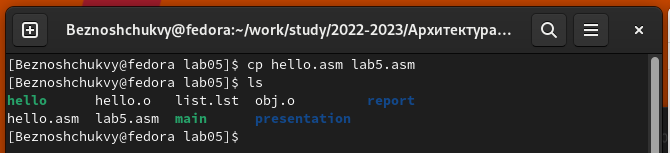 Beznoshchukvy@fedora:~/work/study/2022-2023/Архитектура...
[Beznoshchukvy@fedora lab05]$ cp hello.asm lab5.asm
[Beznoshchukvy@fedora lab05]$ ls
hello hello.o list.lst obj.o report
hello.asm lab5.asm main presentation
[Beznoshchukvy@fedora lab05]$